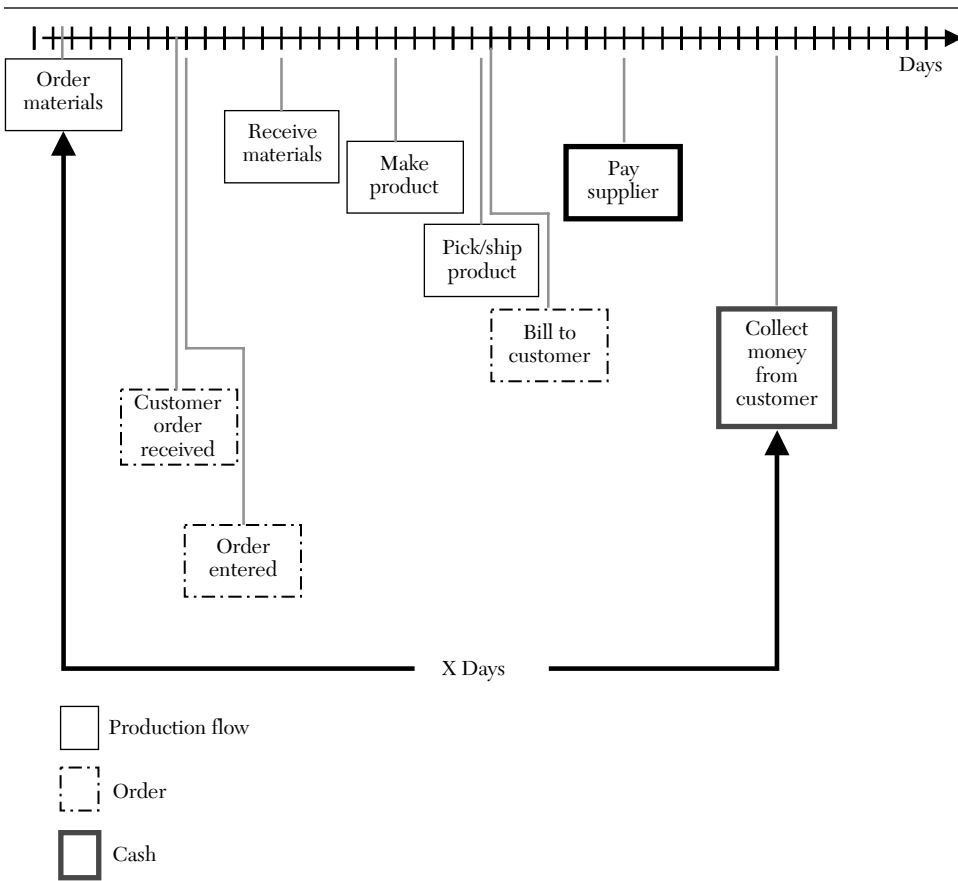 Days
Order
materials
Receive
materials
Make
product
Pay
supplier
Pick/ship
product
Bill to
customer
Collect
money
from
customer
Customer
order
received
Order
entered
X Days
Production flow
Order
Cash